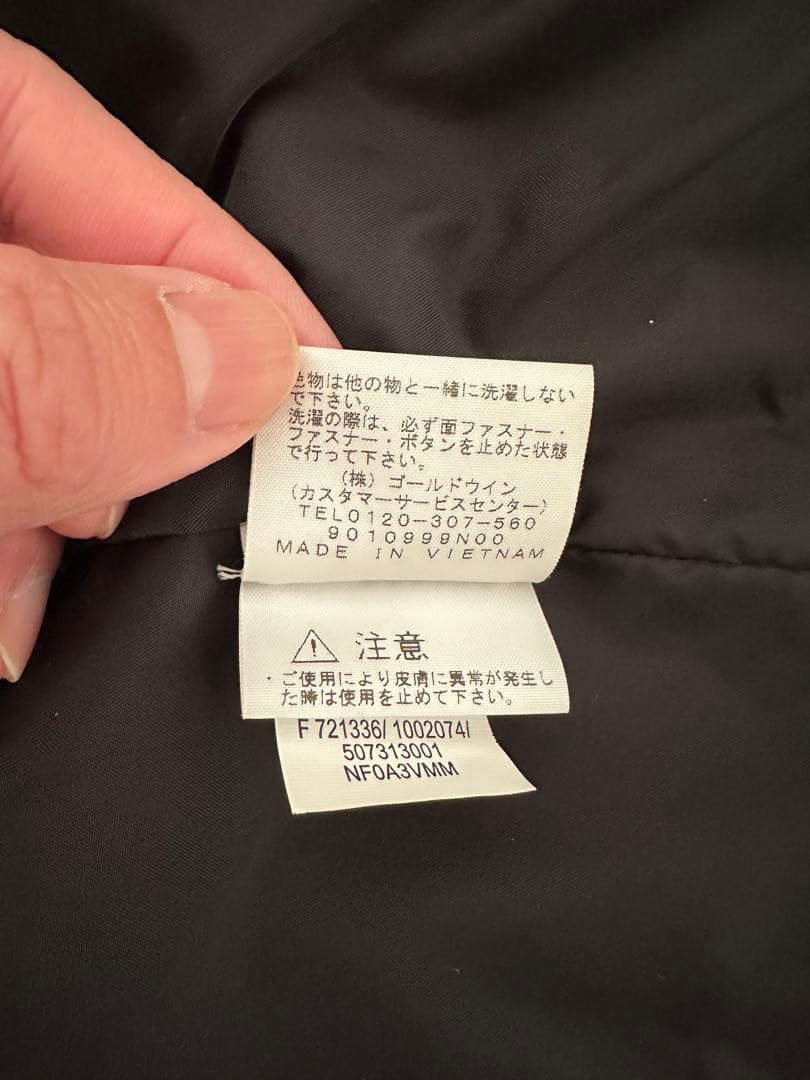 色物は他の物と一緒に洗濯しない
で下さい。
洗濯の際は、必ず面ファスナー・
ファスナー・ボタンを止めた状態
で行って下さい。
(株)ゴールドウイン
(カスタマーサービスセンター)
TEL0120-307-560
9010999N00
MADE IN VIETNAM
注意
・ご使用により皮膚に異常が発生し
た時は使用を止めて下さい。
F 721336/ 1002074/
507313001
NF0A3VMM